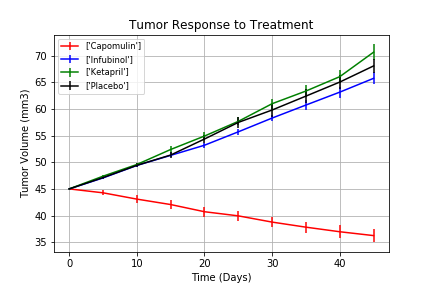 Tumor Response to Treatment
['Capomulin']
['Infubinol']
['Ketapril']
['Placebo']
Tumor Volume (mm3)
70
65
60
55
50
45
40
35
0 10 20 30 40
Time (Days)